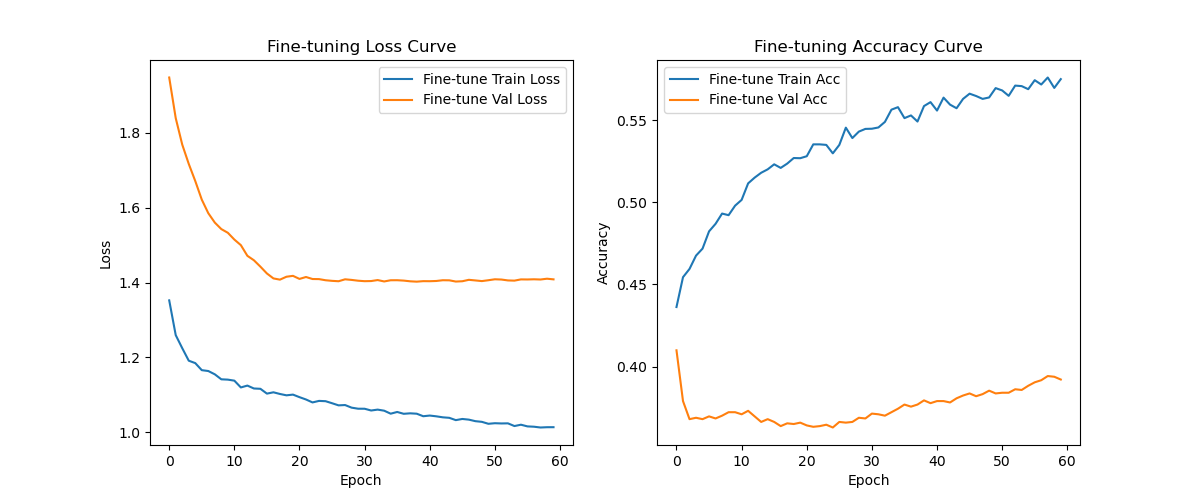 Fine-tuning Loss Curve
Fine-tune Train Loss
Fine-tune Val Loss
1.8
1.6
1.4
1.2
1.0
Loss
0 10 20 30 40 50 60
Epoch
Fine-tuning Accuracy Curve
Fine-tune Train Acc
Fine-tune Val Acc
0.55
0.50
0.45
0.40
Accuracy
0 10 20 30 40 50 60
Epoch